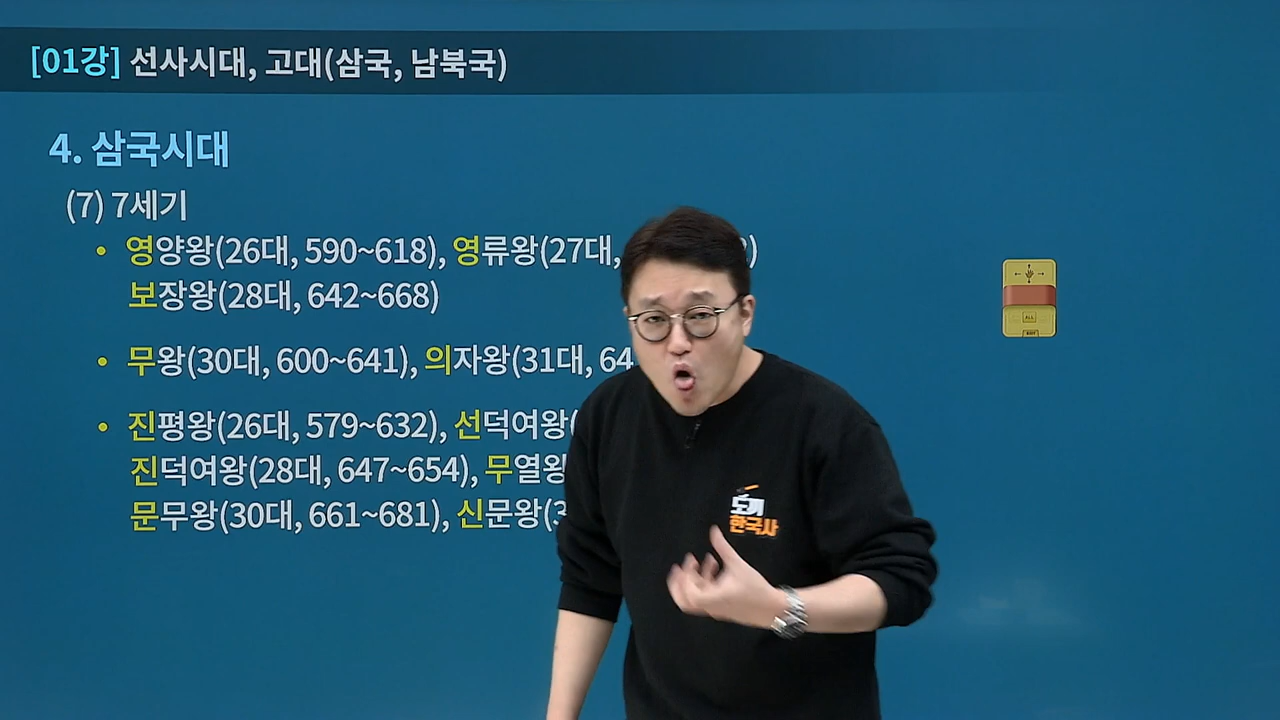 [01강] 선사시대, 고대(삼국, 남북국)
4. 삼국시대
(7) 7세기
• 영양왕(26대, 590~618), 영류왕(27대,
보장왕(28대, 642~668)
• 무왕(30대, 600~641), 의자왕(31대, 64
• 진평왕(26대, 579~632), 선덕여왕(
진덕여왕(28대, 647~654), 무열왕
문무왕(30대, 661~681), 신문왕(3
도끼
한국사
ALL